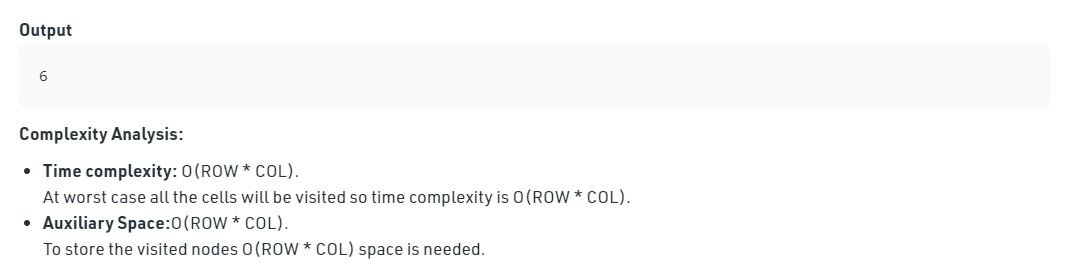 Output
6
Complexity Analysis:
• Time complexity: O(ROW * COL).
At worst case all the cells will be visited so time complexity is O(ROW * COL).
• Auxiliary Space:O(ROW * COL).
To store the visited nodes O(ROW * COL) space is needed.